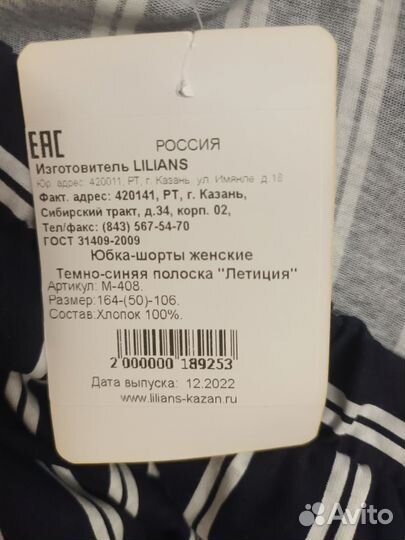 EAC
РОССИЯ
Изготовитель LILIANS
Юр. адрес: 420011, РТ, г. Казань, ул. Имянле, д.18
Факт. адрес: 420141, РТ, г. Казань,
Сибирский тракт, д.34, корп. 02,
Тел/факс: (843) 567-54-70
ГОСТ 31409-2009
Юбка-шорты женские
Темно-синяя полоска "Летиция"
Артикул: М-408.
Размер:164-(50)-106.
Состав:Хлопок 100%.
2 000000 189253
Дата выпуска: 12.2022
www.lilians-kazan.ru
Avito